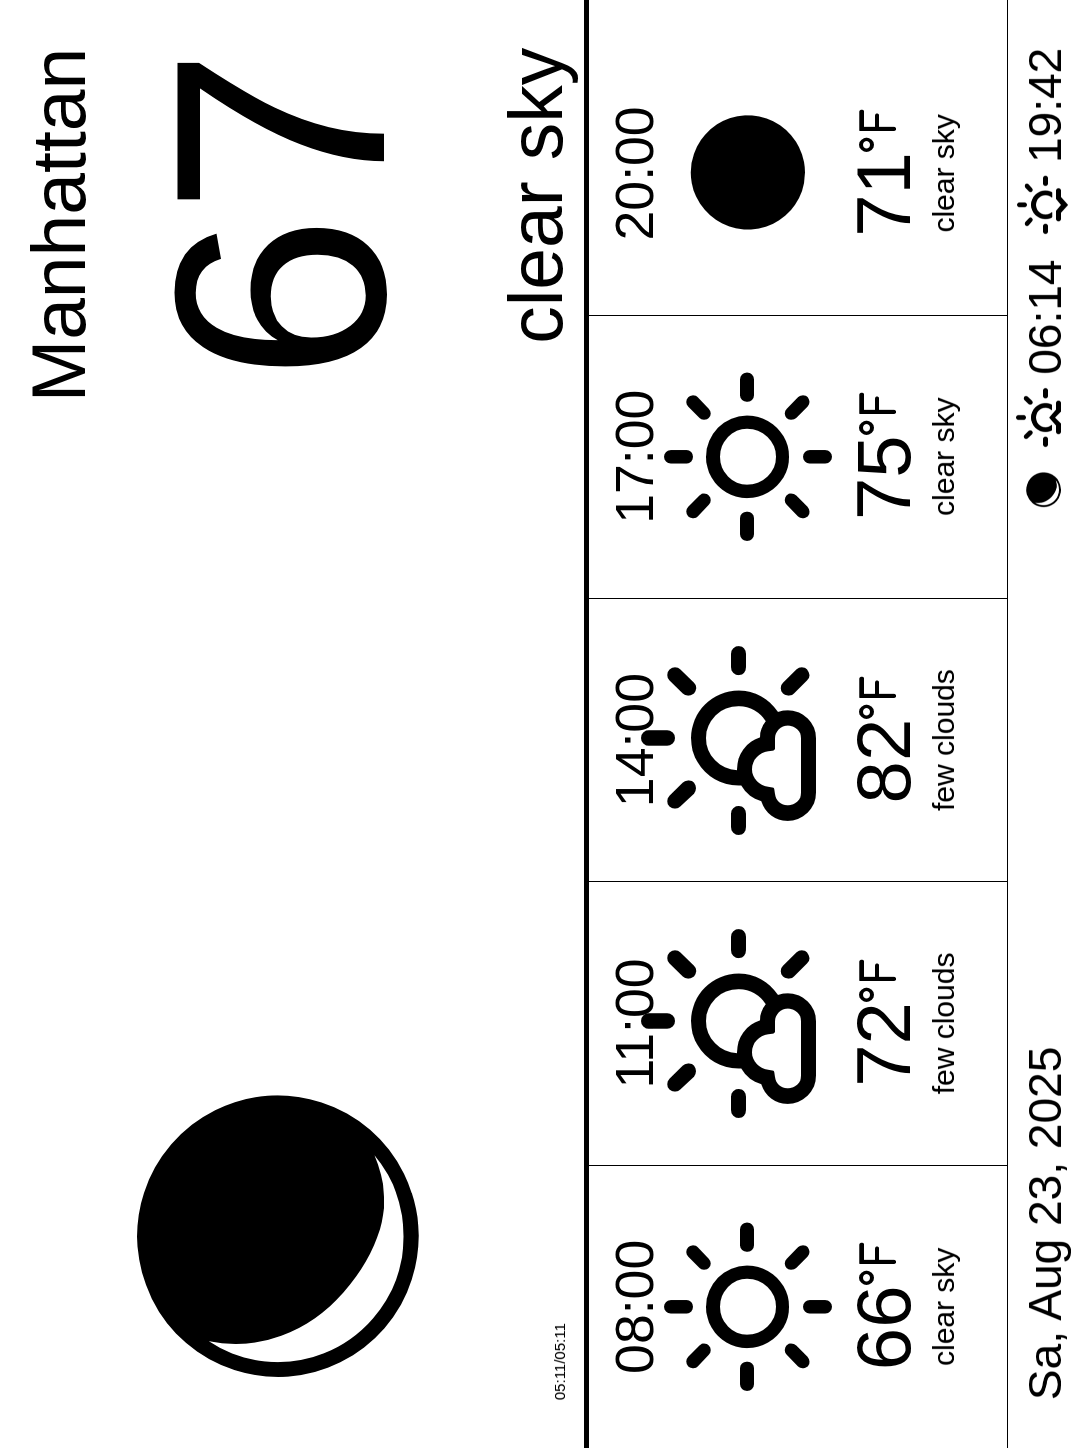 Manhattan
67
clear sky
05:11/05:11
08:00 11:00 14:00 17:00 20:00
66°F 72°F 82°F 75°F 71°F
clear sky few clouds few clouds clear sky clear sky
Sa, Aug 23, 2025 06:14 19:42